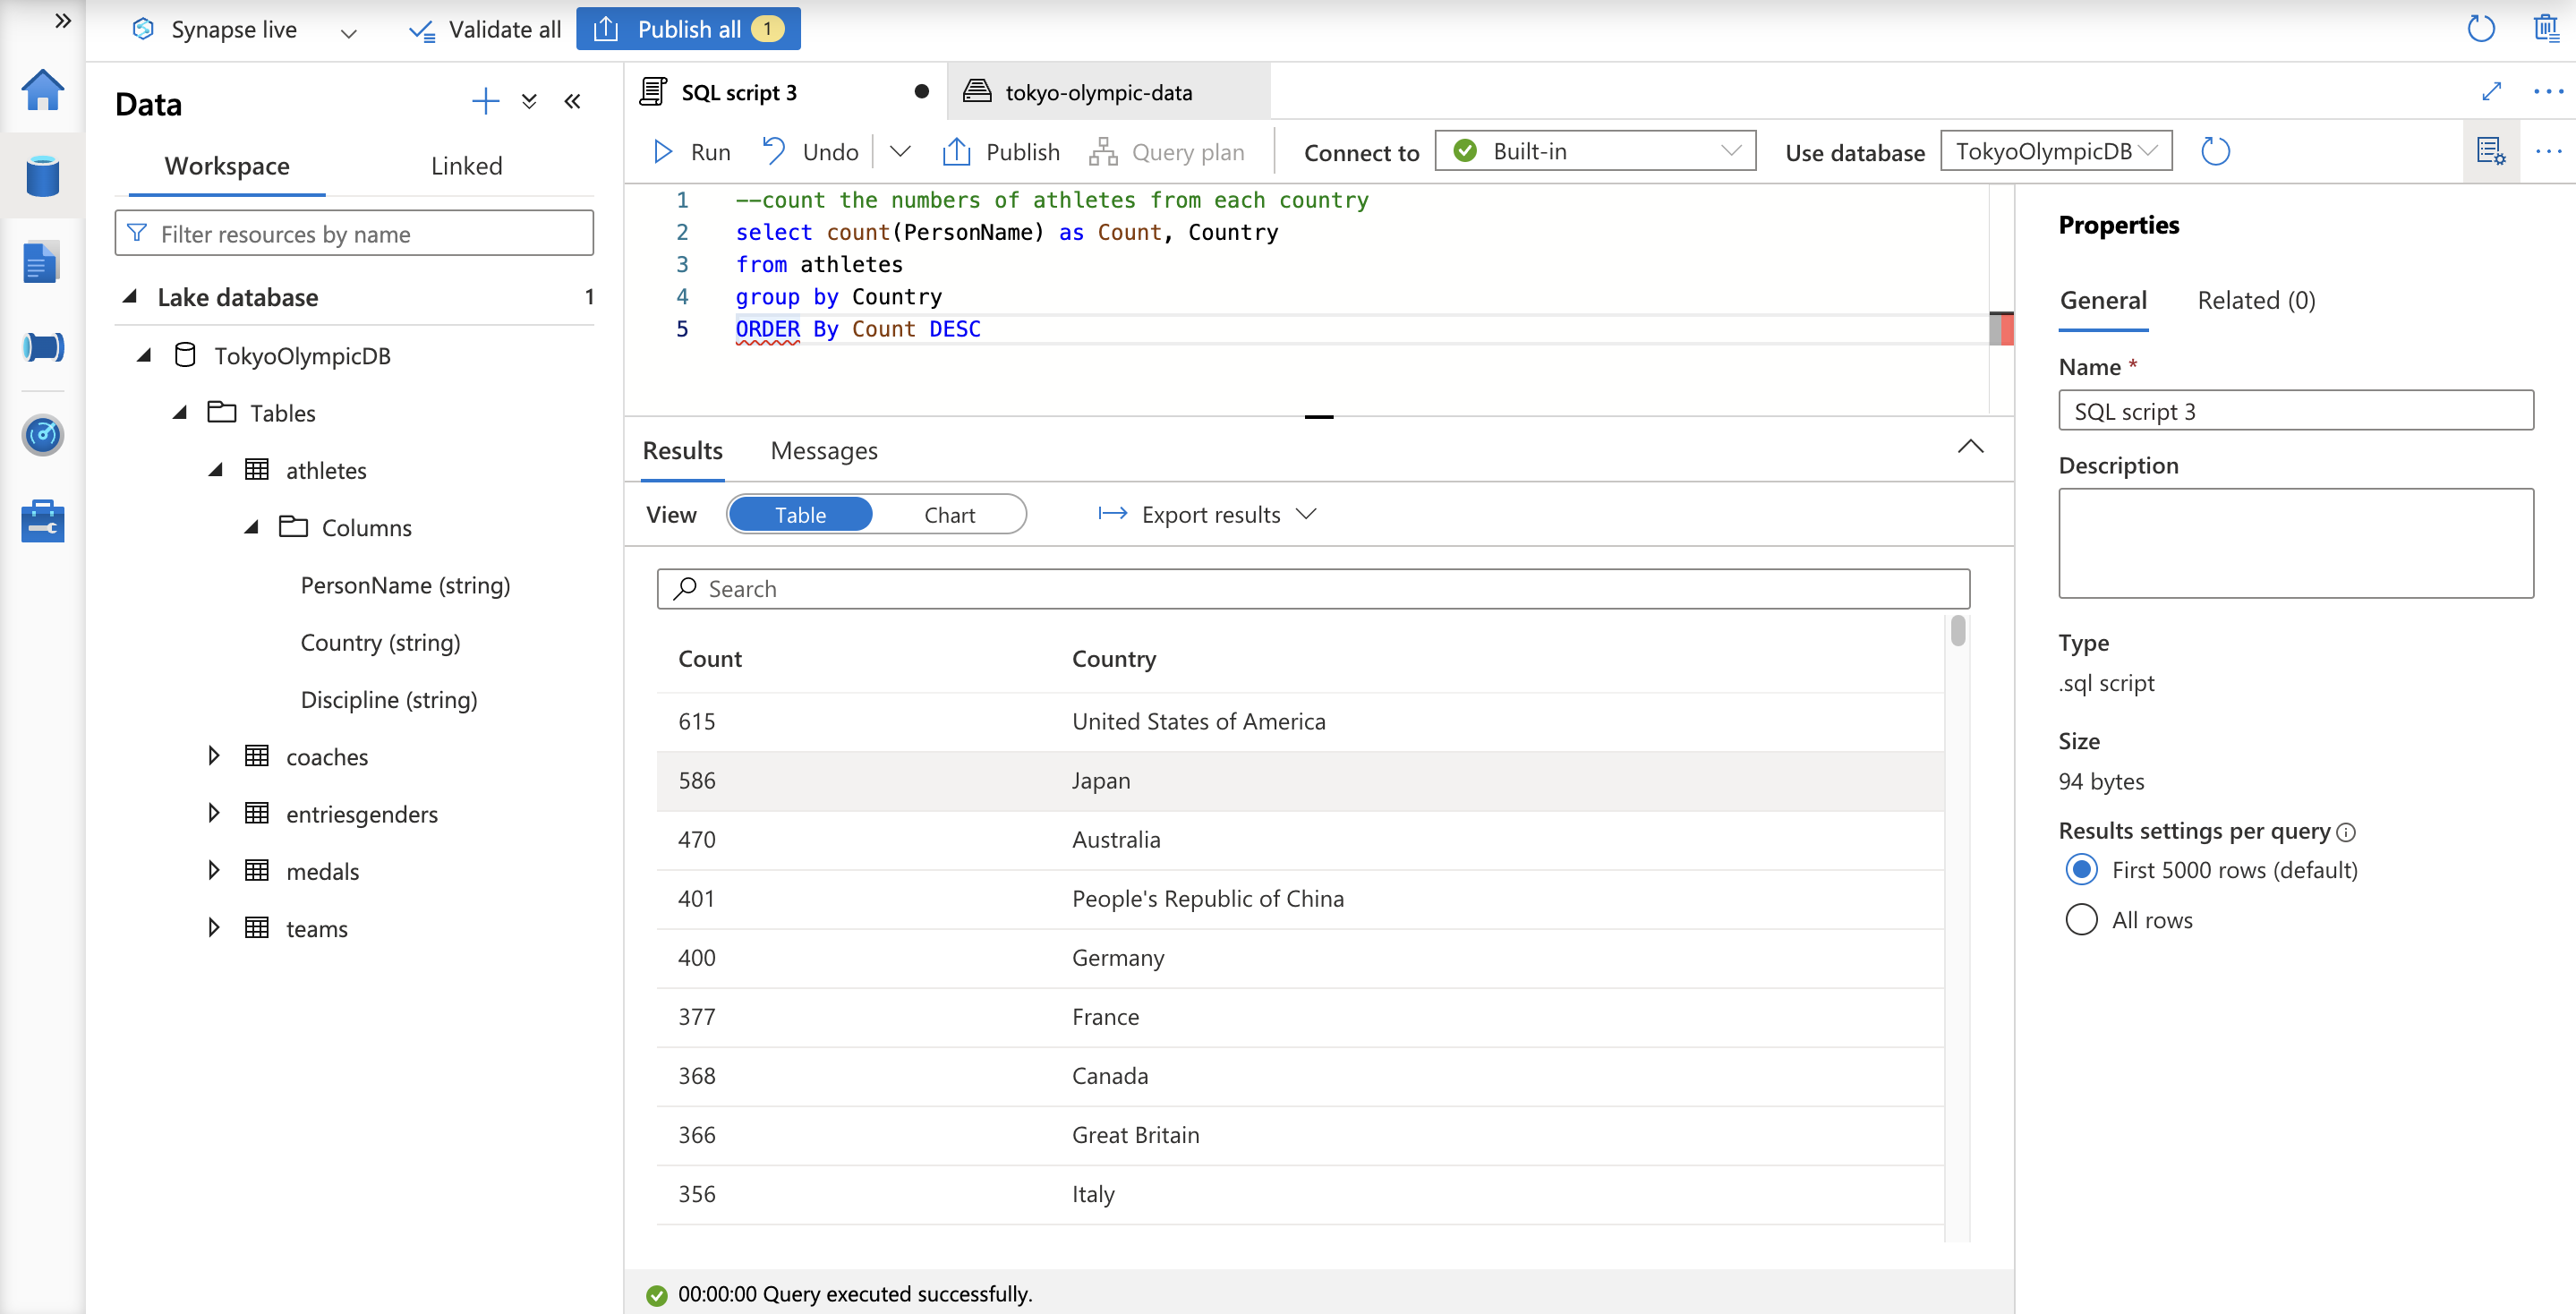 Synapse live
Validate all
Publish all 1
Data
Workspace Linked
Filter resources by name
Lake database 1
TokyoOlympicDB
Tables
athletes
Columns
PersonName (string)
Country (string)
Discipline (string)
coaches
entriesgenders
medals
teams
SQL script 3
tokyo-olympic-data
Run Undo Publish Query plan Connect to Built-in Use database TokyoOlympicDB
1 --count the numbers of athletes from each country
2 select count(PersonName) as Count, Country
3 from athletes
4 group by Country
5 ORDER By Count DESC
Results Messages
View Table Chart Export results
Search
Count Country
615 United States of America
586 Japan
470 Australia
401 People's Republic of China
400 Germany
377 France
368 Canada
366 Great Britain
356 Italy
00:00:00 Query executed successfully.
Properties
General Related (0)
Name *
SQL script 3
Description
Type
.sql script
Size
94 bytes
Results settings per query
First 5000 rows (default)
All rows